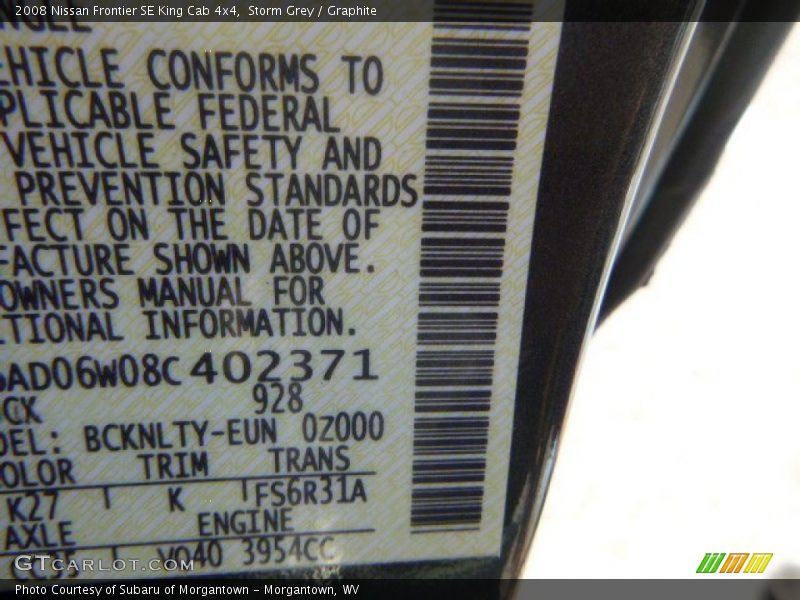 2008 Nissan Frontier SE King Cab 4x4, Storm Grey / Graphite
EHICLE CONFORMS TO
PLICABLE FEDERAL
VEHICLE SAFETY AND
PREVENTION STANDARDS
FFECT ON THE DATE OF
FACTURE SHOWN ABOVE.
OWNERS MANUAL FOR
TIONAL INFORMATION.
6AD06W08C402371
CK 928
DEL: BCKNLTY-EUN 0Z000
OLOR TRIM TRANS
K27 K FS6R31A
AXLE ENGINE
CC35 VQ40 3954CC
GTCARLOT.COM
Photo Courtesy of Subaru of Morgantown – Morgantown, WV